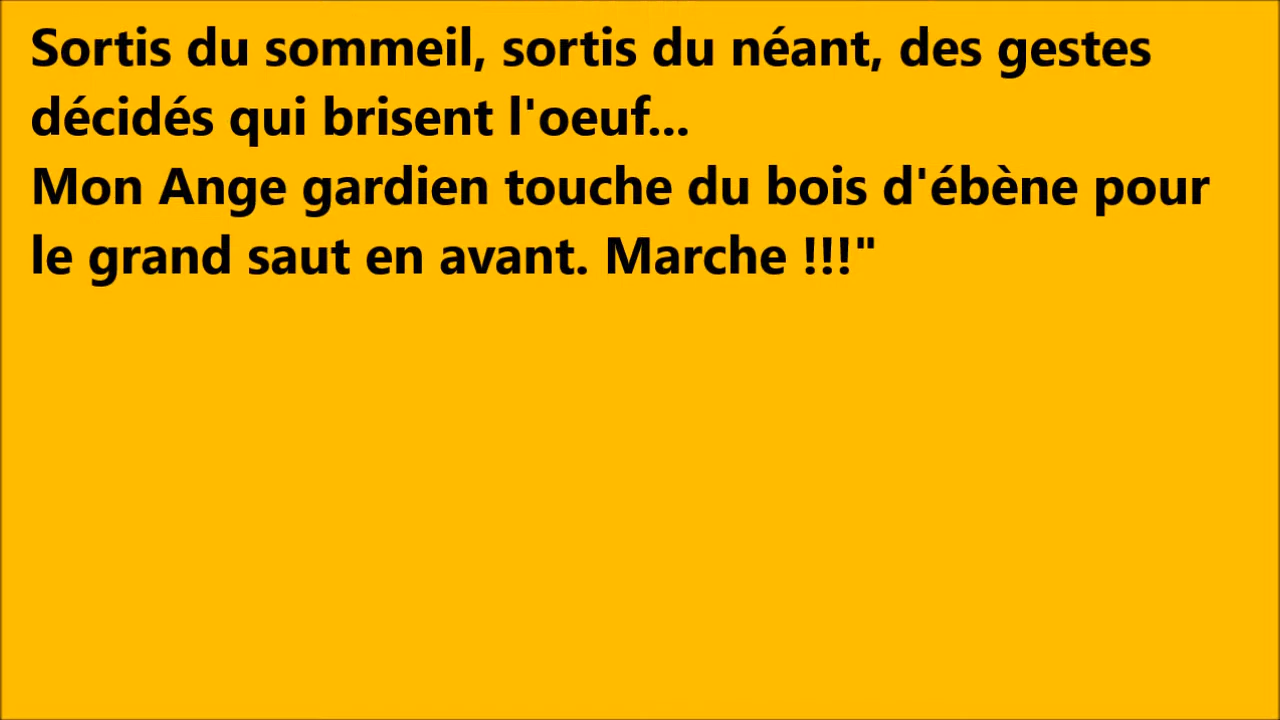 Sortis du sommeil, sortis du néant, des gestes
décidés qui brisent l'oeuf...
Mon Ange gardien touche du bois d'ébène pour
le grand saut en avant. Marche !!!"